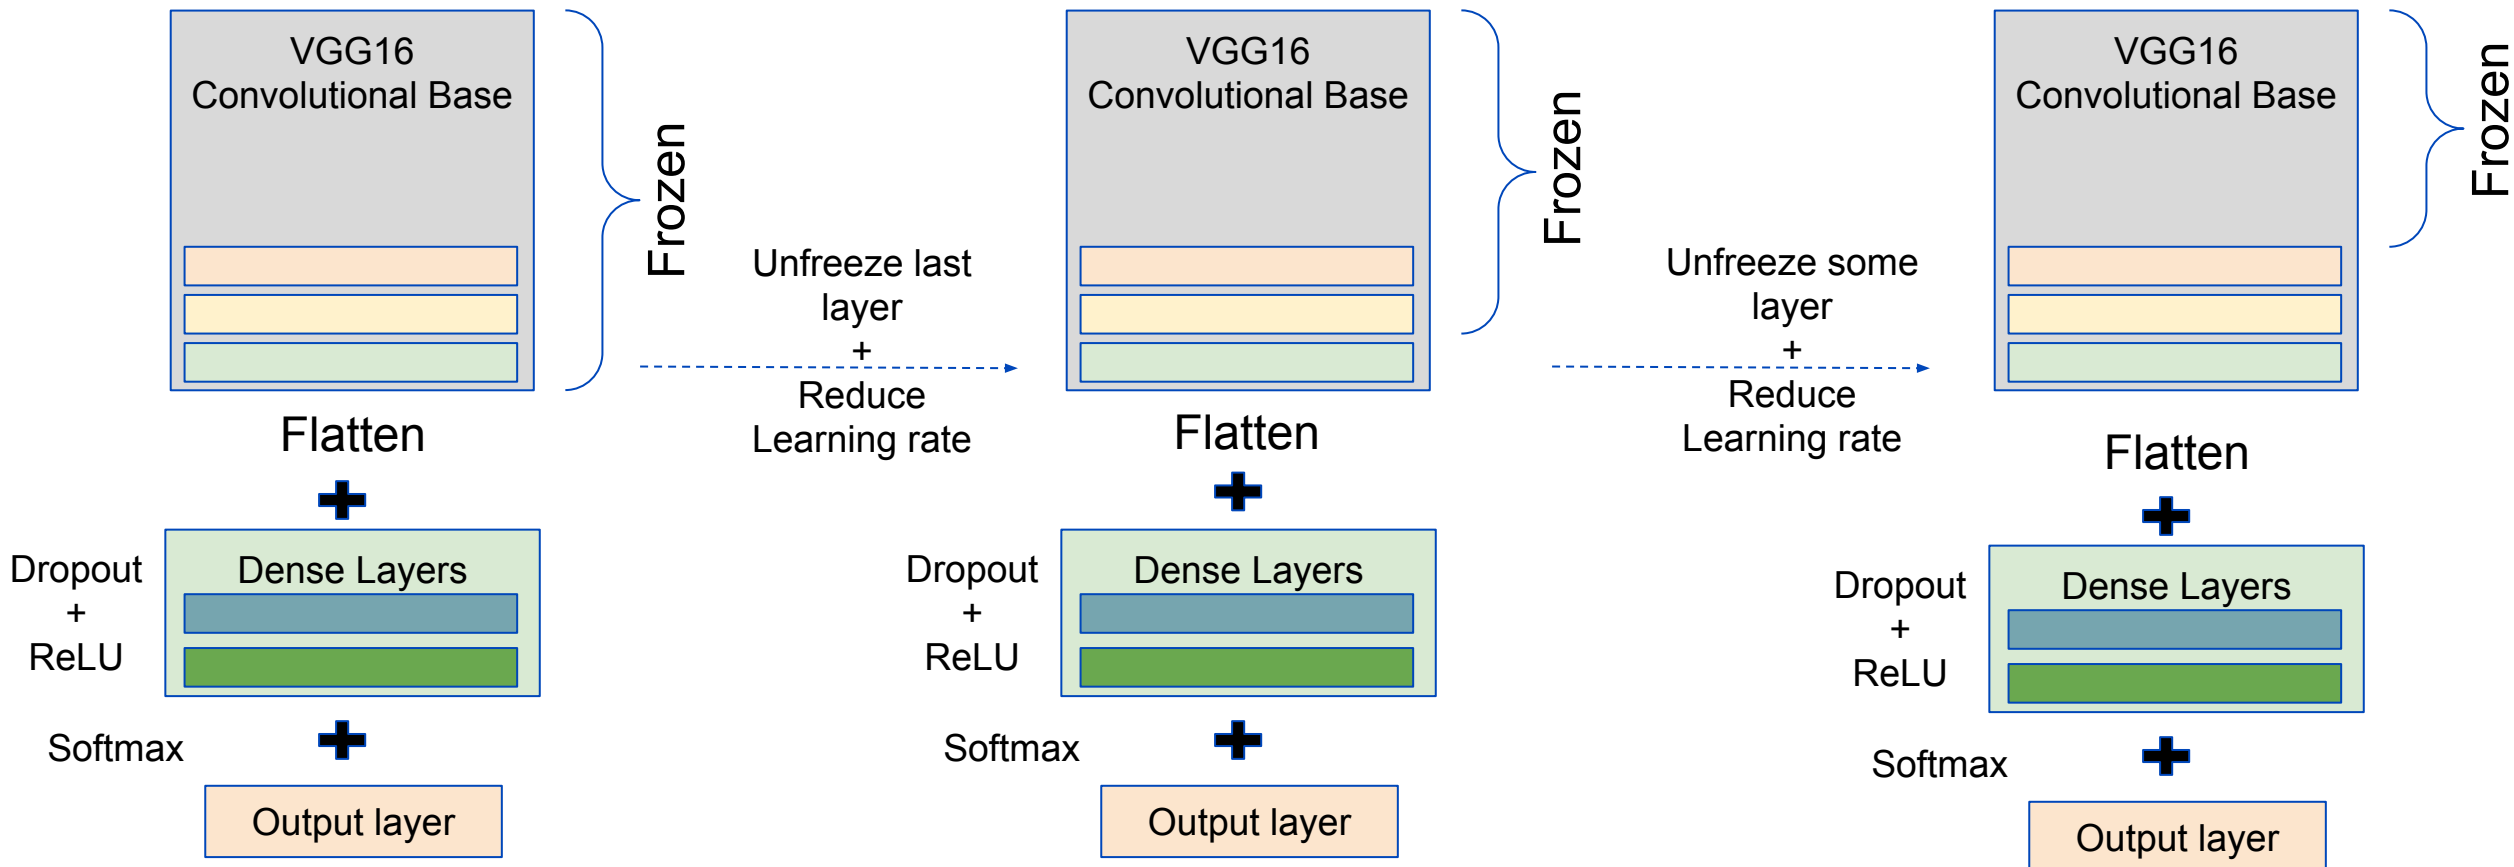 VGG16
Convolutional Base
Frozen
Flatten
Dropout
+
ReLU
Dense Layers
Softmax
Output layer
Unfreeze last
layer
+
Reduce
Learning rate
VGG16
Convolutional Base
Frozen
Flatten
Dropout
+
ReLU
Dense Layers
Softmax
Output layer
Unfreeze some
layer
+
Reduce
Learning rate
VGG16
Convolutional Base
Frozen
Flatten
Dropout
+
ReLU
Dense Layers
Softmax
Output layer